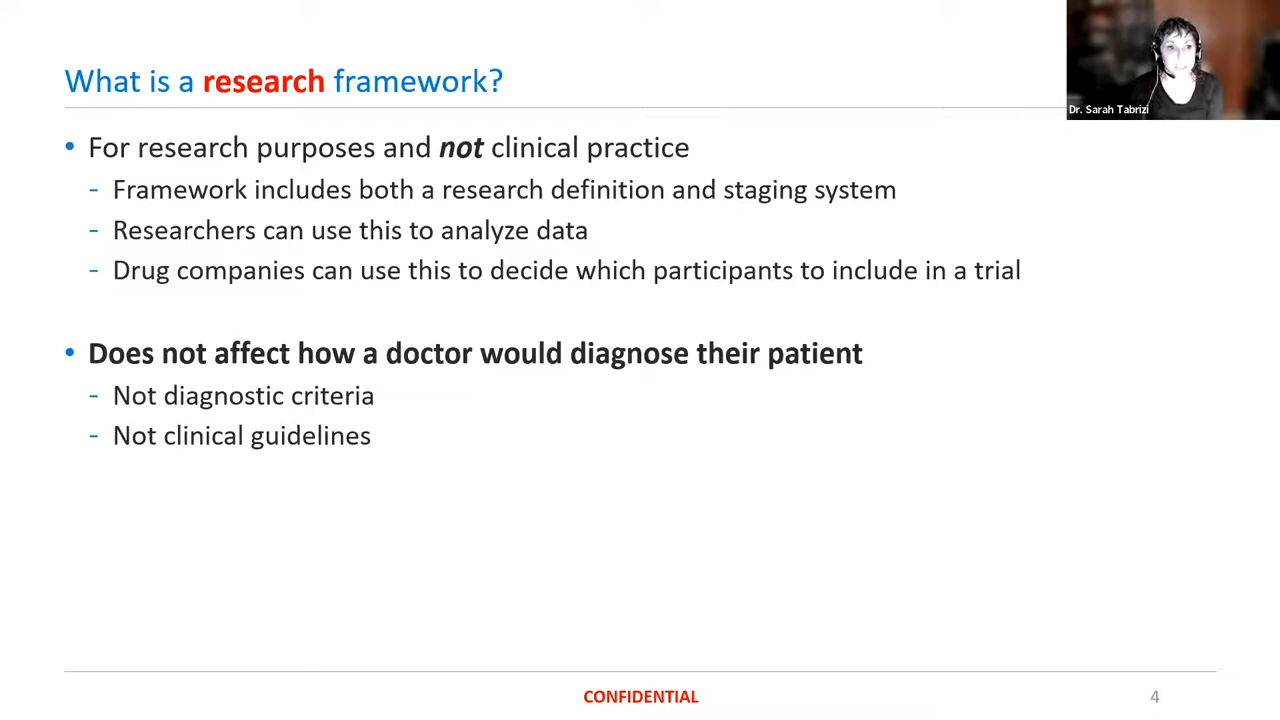 Dr. Sarah Tabrizi
What is a research framework?
• For research purposes and not clinical practice
- Framework includes both a research definition and staging system
- Researchers can use this to analyze data
- Drug companies can use this to decide which participants to include in a trial
• Does not affect how a doctor would diagnose their patient
- Not diagnostic criteria
- Not clinical guidelines
CONFIDENTIAL
4